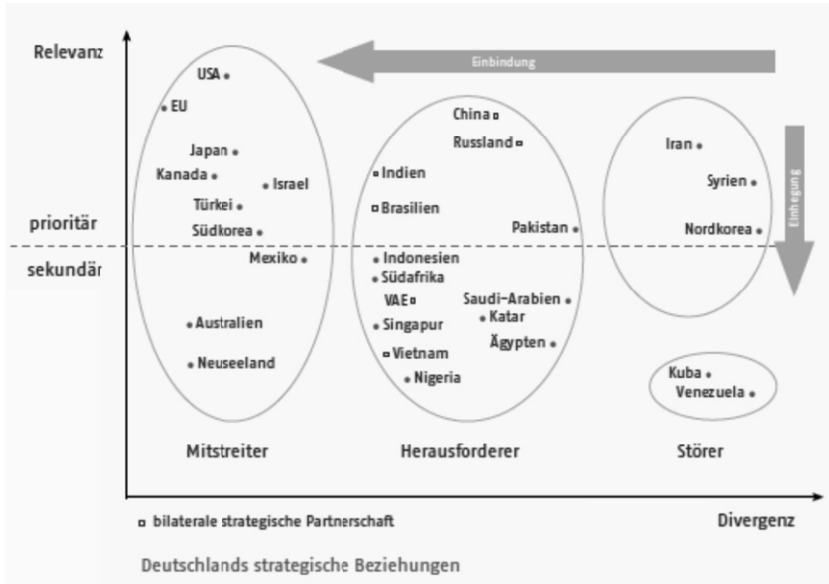 Relevanz
USA
Einbindung
EU
China
Russland
Iran
Japan
Kanada
Israel
Indien
Syrien
Einhegung
Türkei
Brasilien
prioritär
Südkorea
Pakistan
Nordkorea
sekundär
Mexiko
Indonesien
Südafrika
VAE
Saudi-Arabien
Australien
Singapur
Katar
Ägypten
Neuseeland
Vietnam
Nigeria
Kuba
Venezuela
Mitstreiter
Herausforderer
Störer
bilaterale strategische Partnerschaft
Divergenz
Deutschlands strategische Beziehungen